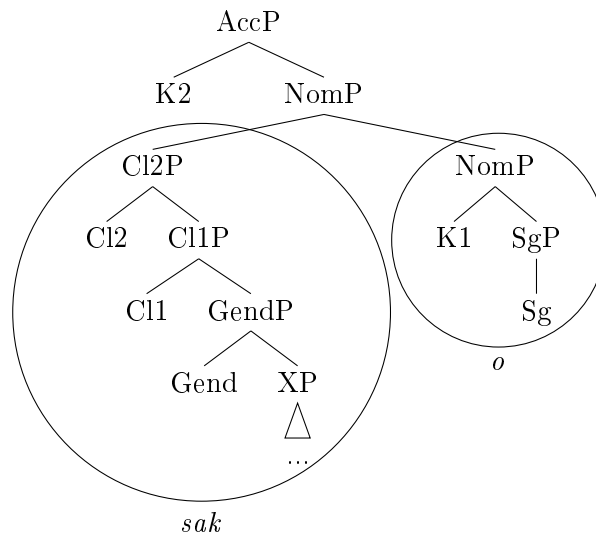 AccP
K2 NomP
Cl2P NomP
Cl2 Cl1P K1 SgP
Cl1 GendP Sg
Gend XP o
...
sak